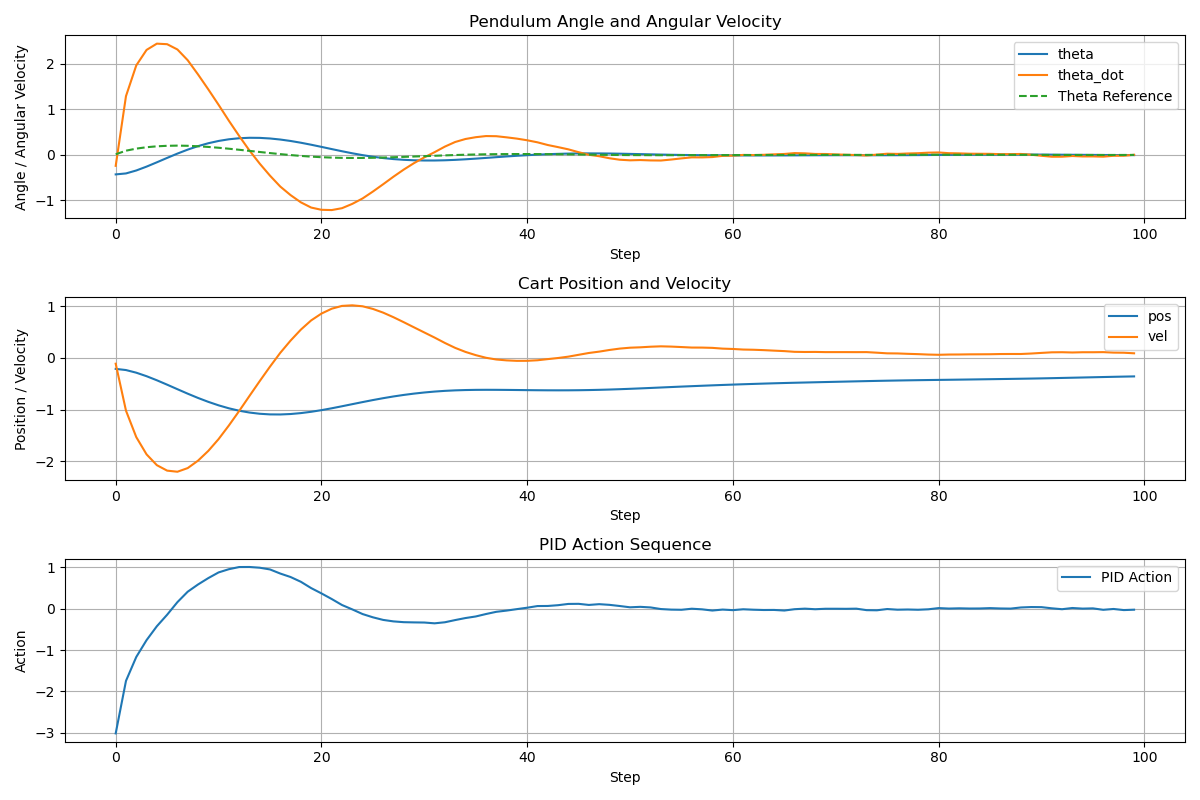 Pendulum Angle and Angular Velocity
Angle / Angular Velocity
2
1
0
−1
theta
theta_dot
Theta Reference
0 20 40 60 80 100
Step
Cart Position and Velocity
Position / Velocity
1
0
−1
−2
pos
vel
0 20 40 60 80 100
Step
PID Action Sequence
Action
1
0
−1
−2
−3
PID Action
0 20 40 60 80 100
Step